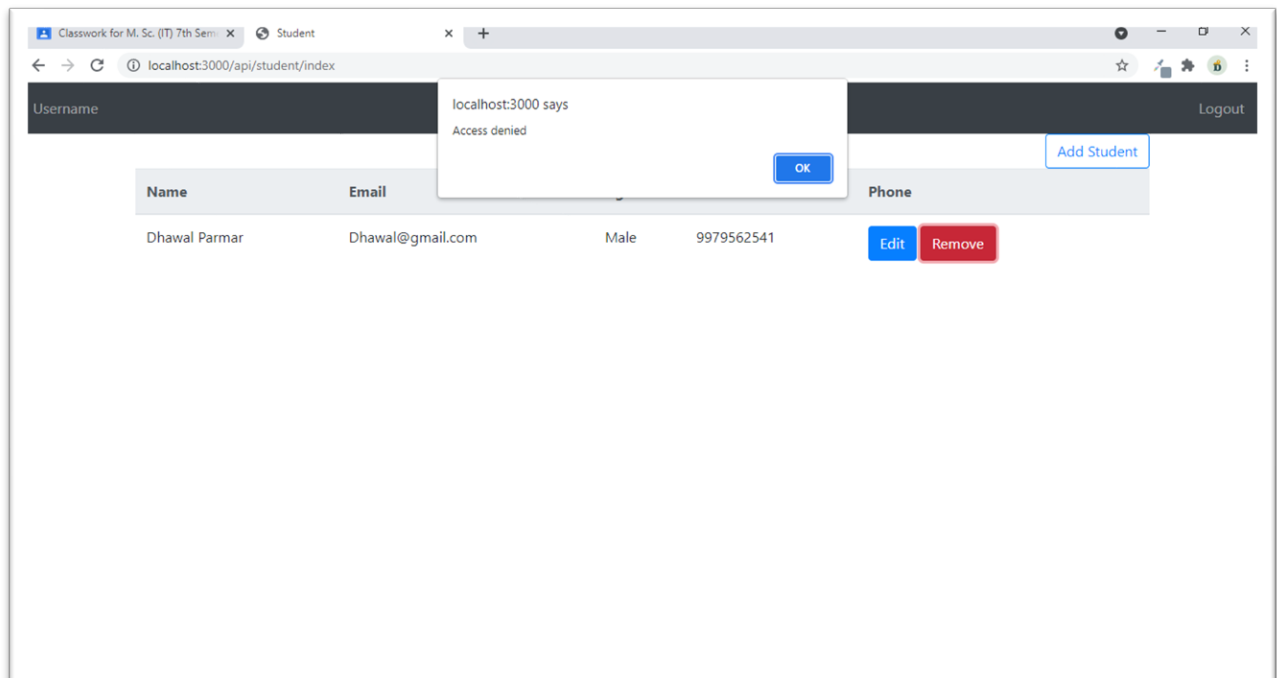 Classwork for M. Sc. (IT) 7th Sem
Student
localhost:3000/api/student/index
Username
localhost:3000 says
Access denied
OK
Logout
Add Student
Name Email Phone
Dhawal Parmar Dhawal@gmail.com Male 9979562541 Edit Remove